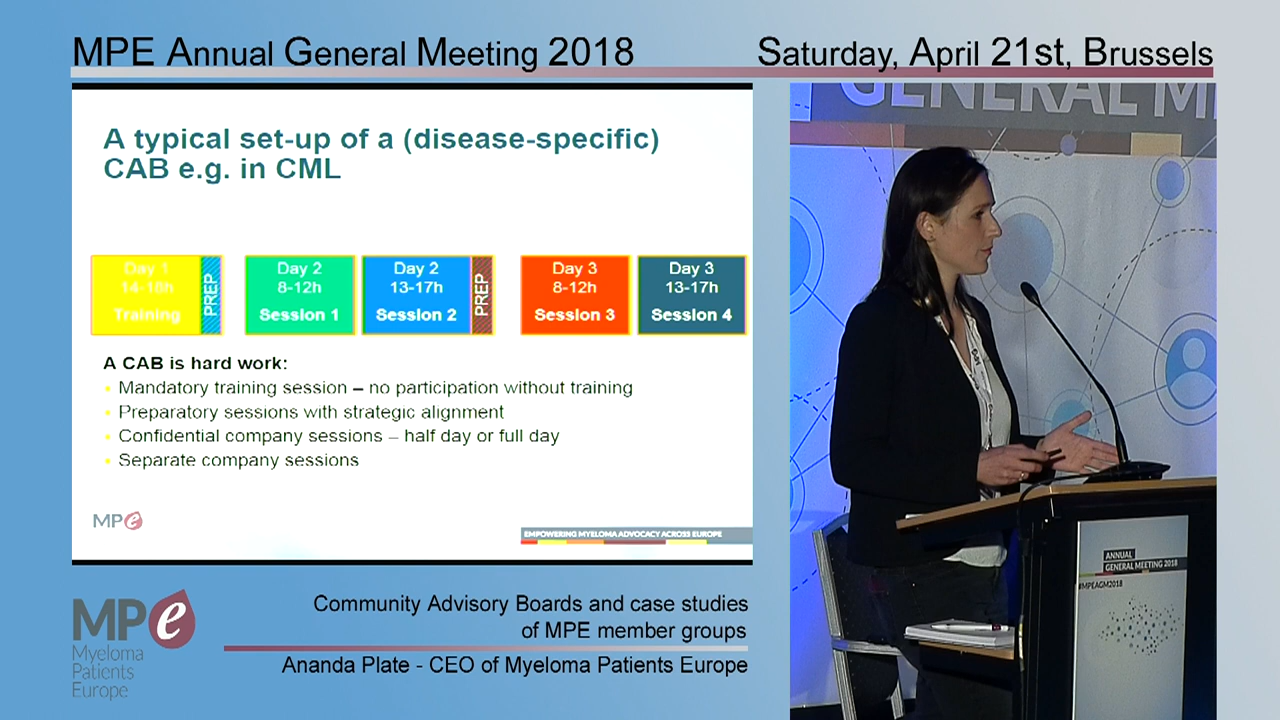 MPE Annual General Meeting 2018
Saturday, April 21st, Brussels
A typical set-up of a (disease-specific)
CAB e.g. in CML
Day 1
14-18h
Training
PREP
Day 2
8-12h
Session 1
Day 2
13-17h
Session 2
PREP
Day 3
8-12h
Session 3
Day 3
13-17h
Session 4
A CAB is hard work:
Mandatory training session – no participation without training
Preparatory sessions with strategic alignment
Confidential company sessions – half day or full day
Separate company sessions
MPe
EMPOWERING MYELOMA ADVOCACY ACROSS EUROPE
GENERAL M
ANNUAL
GENERAL MEETING 2018
#MPEAGM2018
MPe
Myeloma
Patients
Europe
Community Advisory Boards and case studies
of MPE member groups
Ananda Plate - CEO of Myeloma Patients Europe